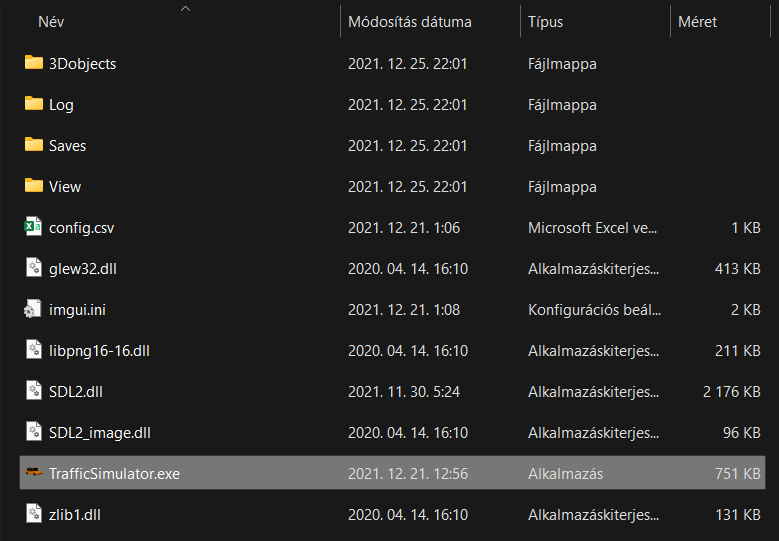 Név Módosítás dátuma Típus Méret
3Dobjects 2021. 12. 25. 22:01 Fájlmappa
Log 2021. 12. 25. 22:01 Fájlmappa
Saves 2021. 12. 25. 22:01 Fájlmappa
View 2021. 12. 25. 22:01 Fájlmappa
config.csv 2021. 12. 21. 1:06 Microsoft Excel ve... 1 KB
glew32.dll 2020. 04. 14. 16:10 Alkalmazáskiterjes... 413 KB
imgui.ini 2021. 12. 21. 1:08 Konfigurációs beál... 2 KB
libpng16-16.dll 2020. 04. 14. 16:10 Alkalmazáskiterjes... 211 KB
SDL2.dll 2021. 11. 30. 5:24 Alkalmazáskiterjes... 2 176 KB
SDL2_image.dll 2020. 04. 14. 16:10 Alkalmazáskiterjes... 96 KB
TrafficSimulator.exe 2021. 12. 21. 12:56 Alkalmazás 751 KB
zlib1.dll 2020. 04. 14. 16:10 Alkalmazáskiterjes... 131 KB